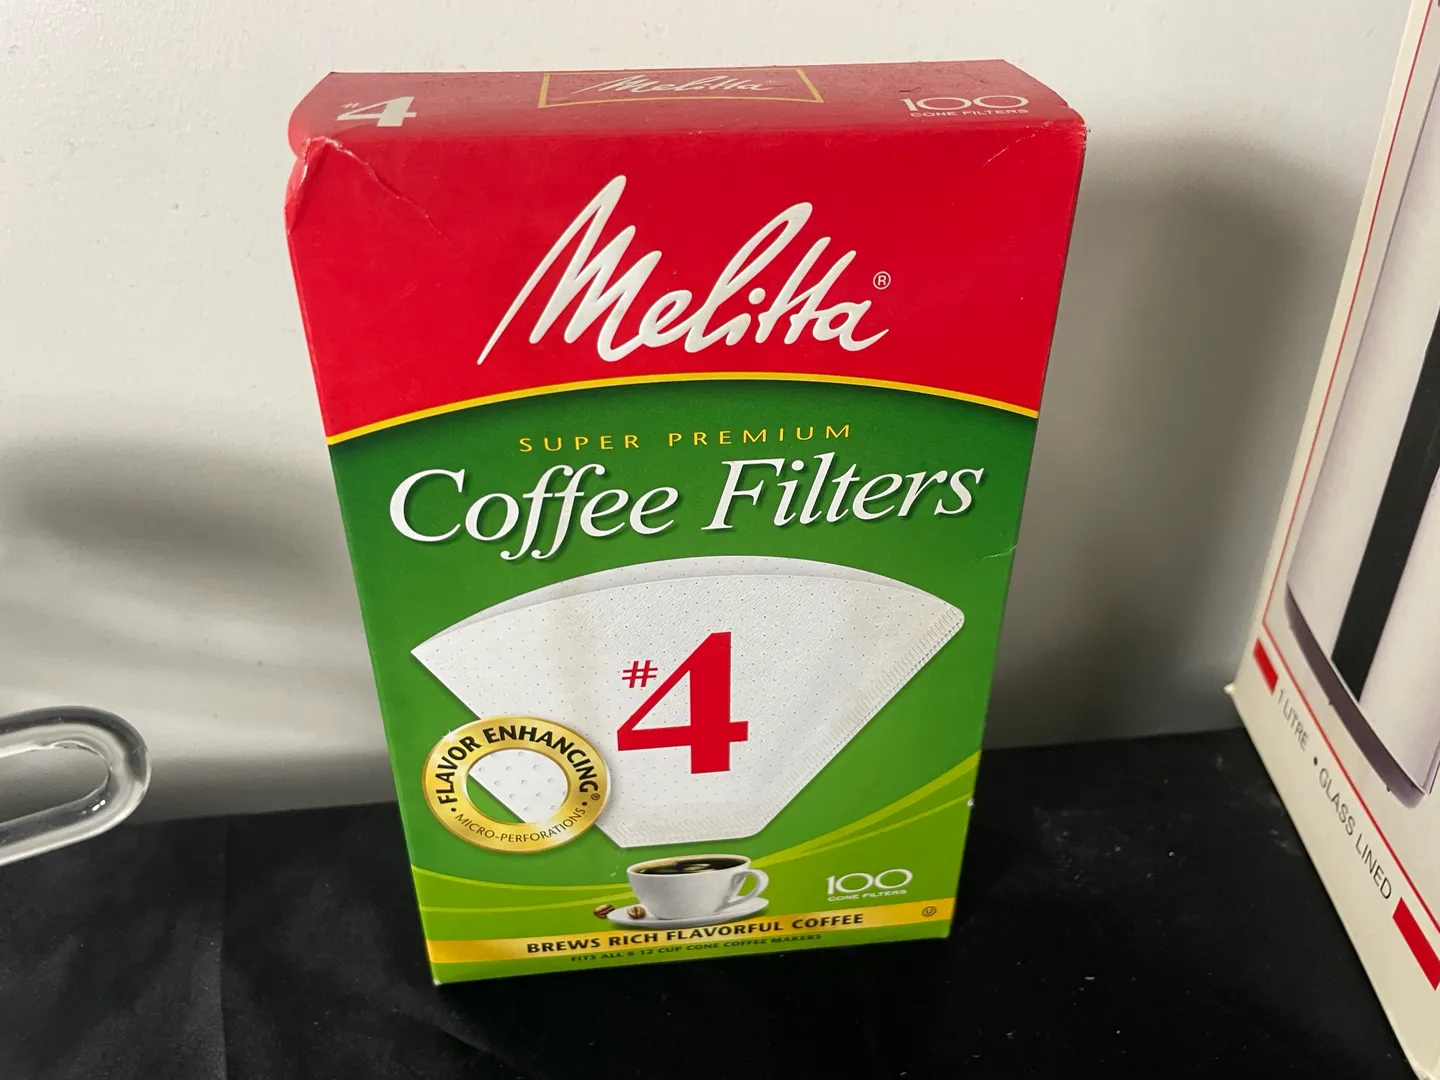 #4
Melitta
100
CONE FILTERS
Melitta®
SUPER PREMIUM
Coffee Filters
#4
• FLAVOR ENHANCING® •
MICRO-PERFORATIONS
100
CONE FILTERS
BREWS RICH FLAVORFUL COFFEE
U
FITS ALL 8-12 CUP CONE COFFEE MAKERS
1 LITRE • GLASS LINED